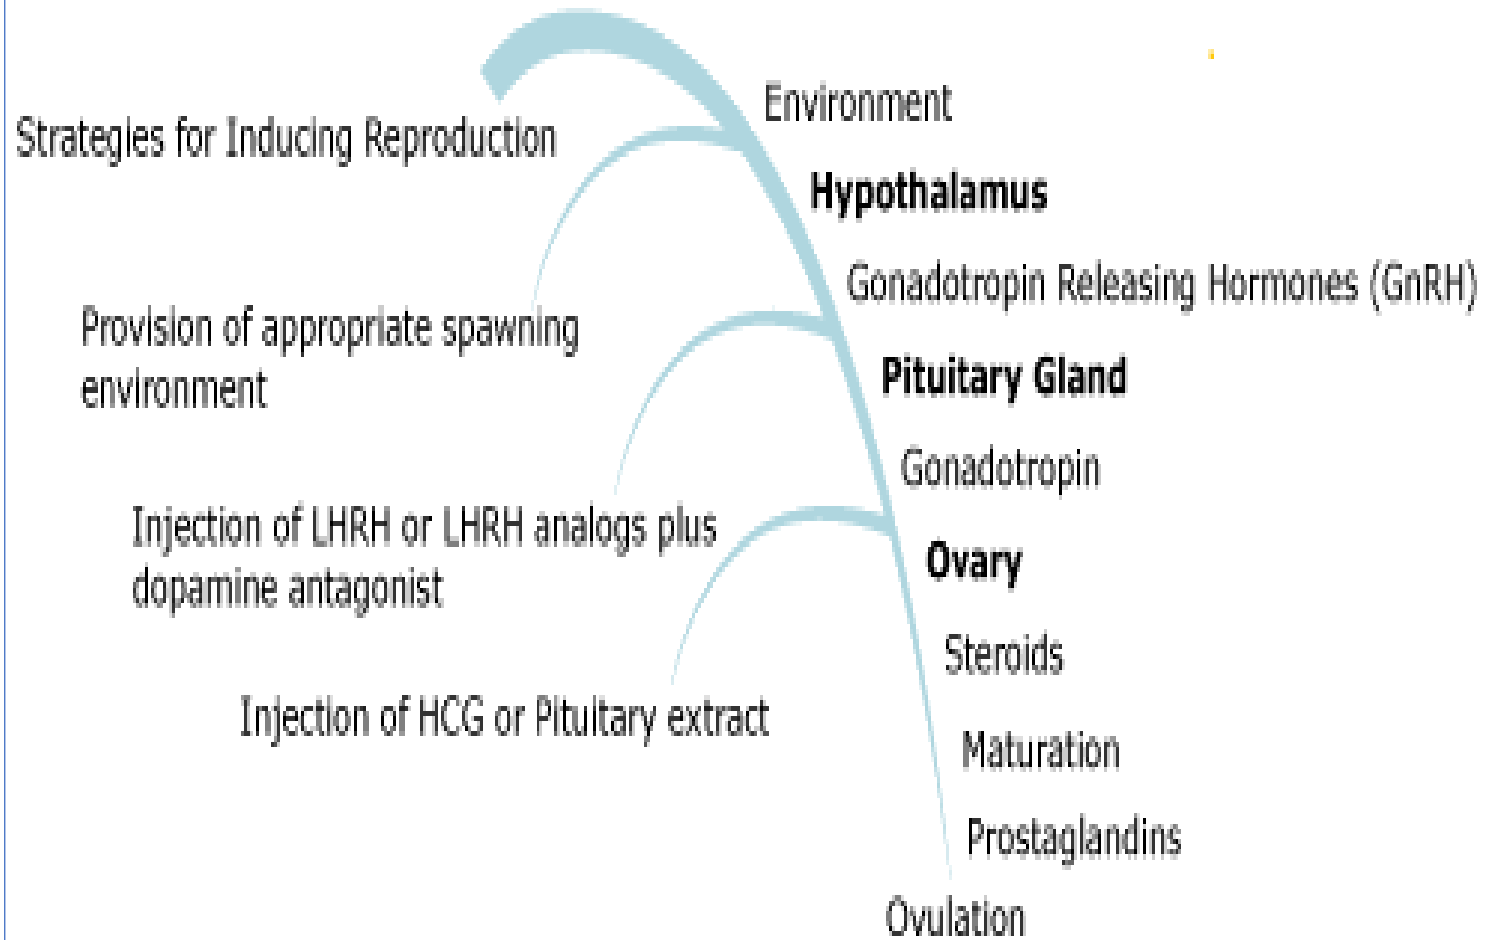 Environment
Strategies for Inducing Reproduction
Hypothalamus
Gonadotropin Releasing Hormones (GnRH)
Provision of appropriate spawning
environment
Pituitary Gland
Gonadotropin
Injection of LHRH or LHRH analogs plus
dopamine antagonist
Ovary
Steroids
Injection of HCG or Pituitary extract
Maturation
Prostaglandins
Ovulation